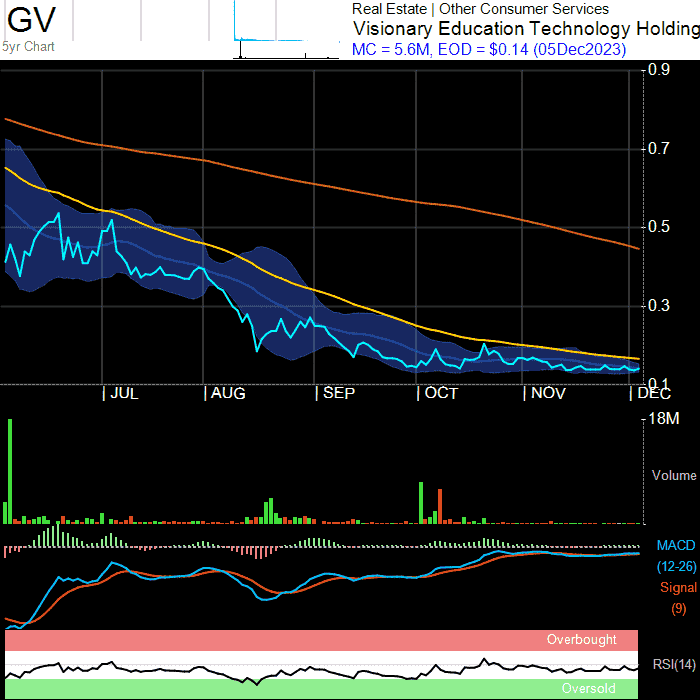 GV
5yr Chart
Real Estate | Other Consumer Services
Visionary Education Technology Holding
MC = 5.6M, EOD = $0.14 (05Dec2023)
0.9
0.7
0.5
0.3
0.1
JUL AUG SEP OCT NOV DEC
18M
Volume
MACD
(12-26)
Signal
(9)
Overbought
RSI(14)
Oversold